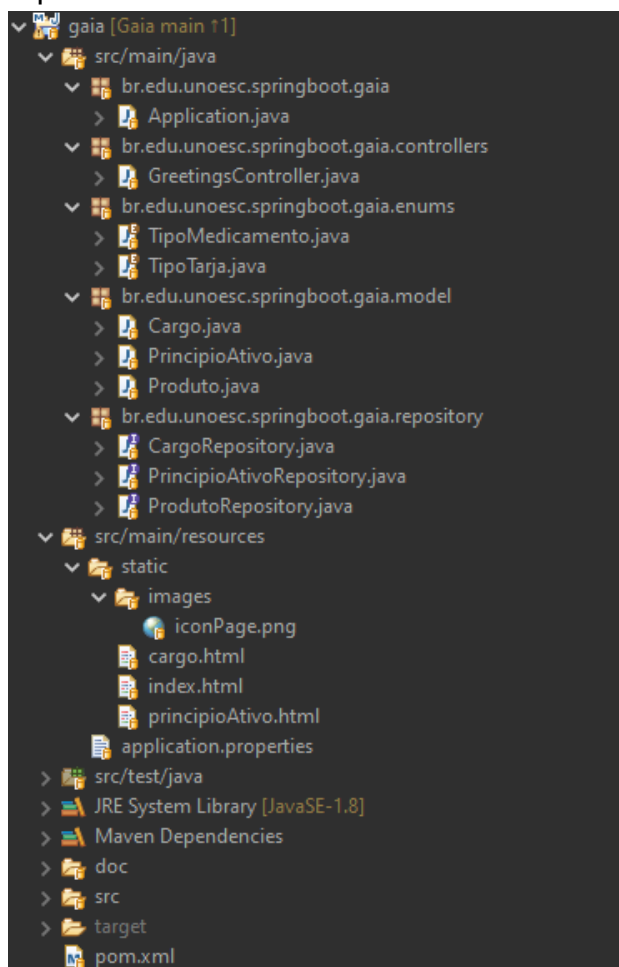 gaia [Gaia main ↑1]
src/main/java
br.edu.unoesc.springboot.gaia
Application.java
br.edu.unoesc.springboot.gaia.controllers
GreetingsController.java
br.edu.unoesc.springboot.gaia.enums
TipoMedicamento.java
TipoTarja.java
br.edu.unoesc.springboot.gaia.model
Cargo.java
PrincipioAtivo.java
Produto.java
br.edu.unoesc.springboot.gaia.repository
CargoRepository.java
PrincipioAtivoRepository.java
ProdutoRepository.java
src/main/resources
static
images
iconPage.png
cargo.html
index.html
principioAtivo.html
application.properties
src/test/java
JRE System Library [JavaSE-1.8]
Maven Dependencies
doc
src
target
pom.xml